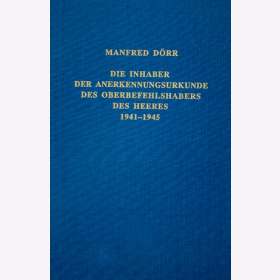 MANFRED DÖRR
DIE INHABER
DER ANERKENNUNGSURKUNDE
DES OBERBEFEHLSHABERS
DES HEERES
1941–1945